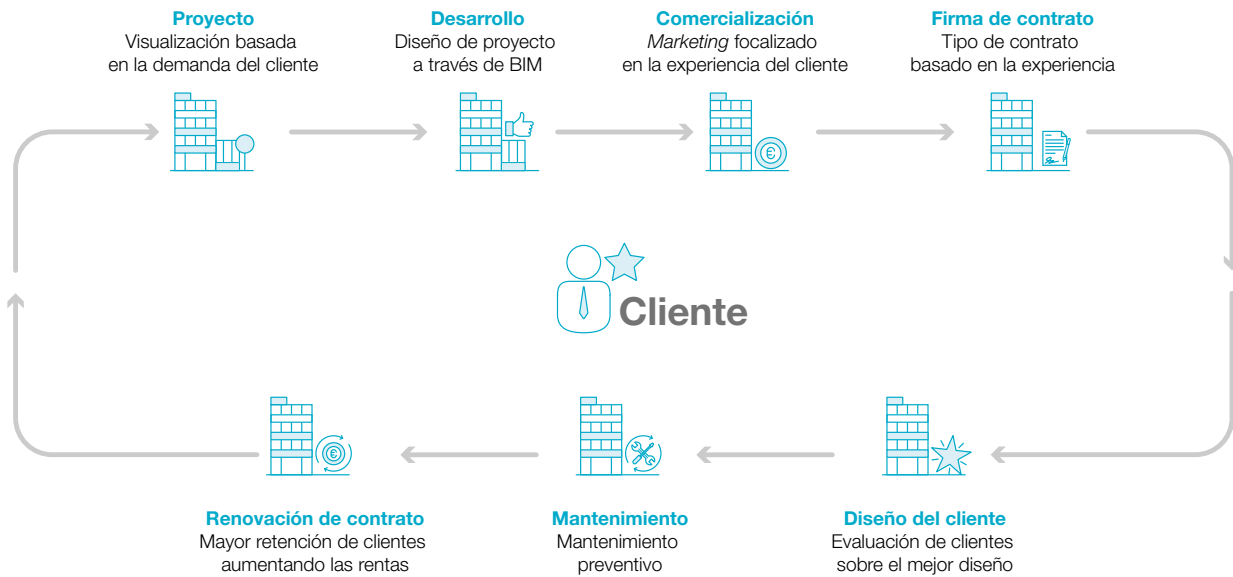 Proyecto
Visualización basada
en la demanda del cliente
Desarrollo
Diseño de proyecto
a través de BIM
Comercialización
Marketing focalizado
en la experiencia del cliente
Firma de contrato
Tipo de contrato
basado en la experiencia
€
Cliente
€
Renovación de contrato
Mayor retención de clientes
aumentando las rentas
Mantenimiento
Mantenimiento
preventivo
Diseño del cliente
Evaluación de clientes
sobre el mejor diseño